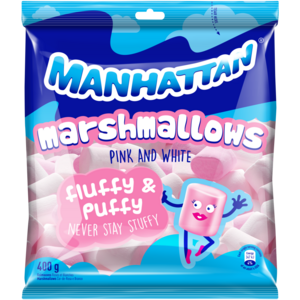 MANHATTAN
marshmallows
PINK AND WHITE
fluffy &
puffy
NEVER STAY STUFFY
400 g